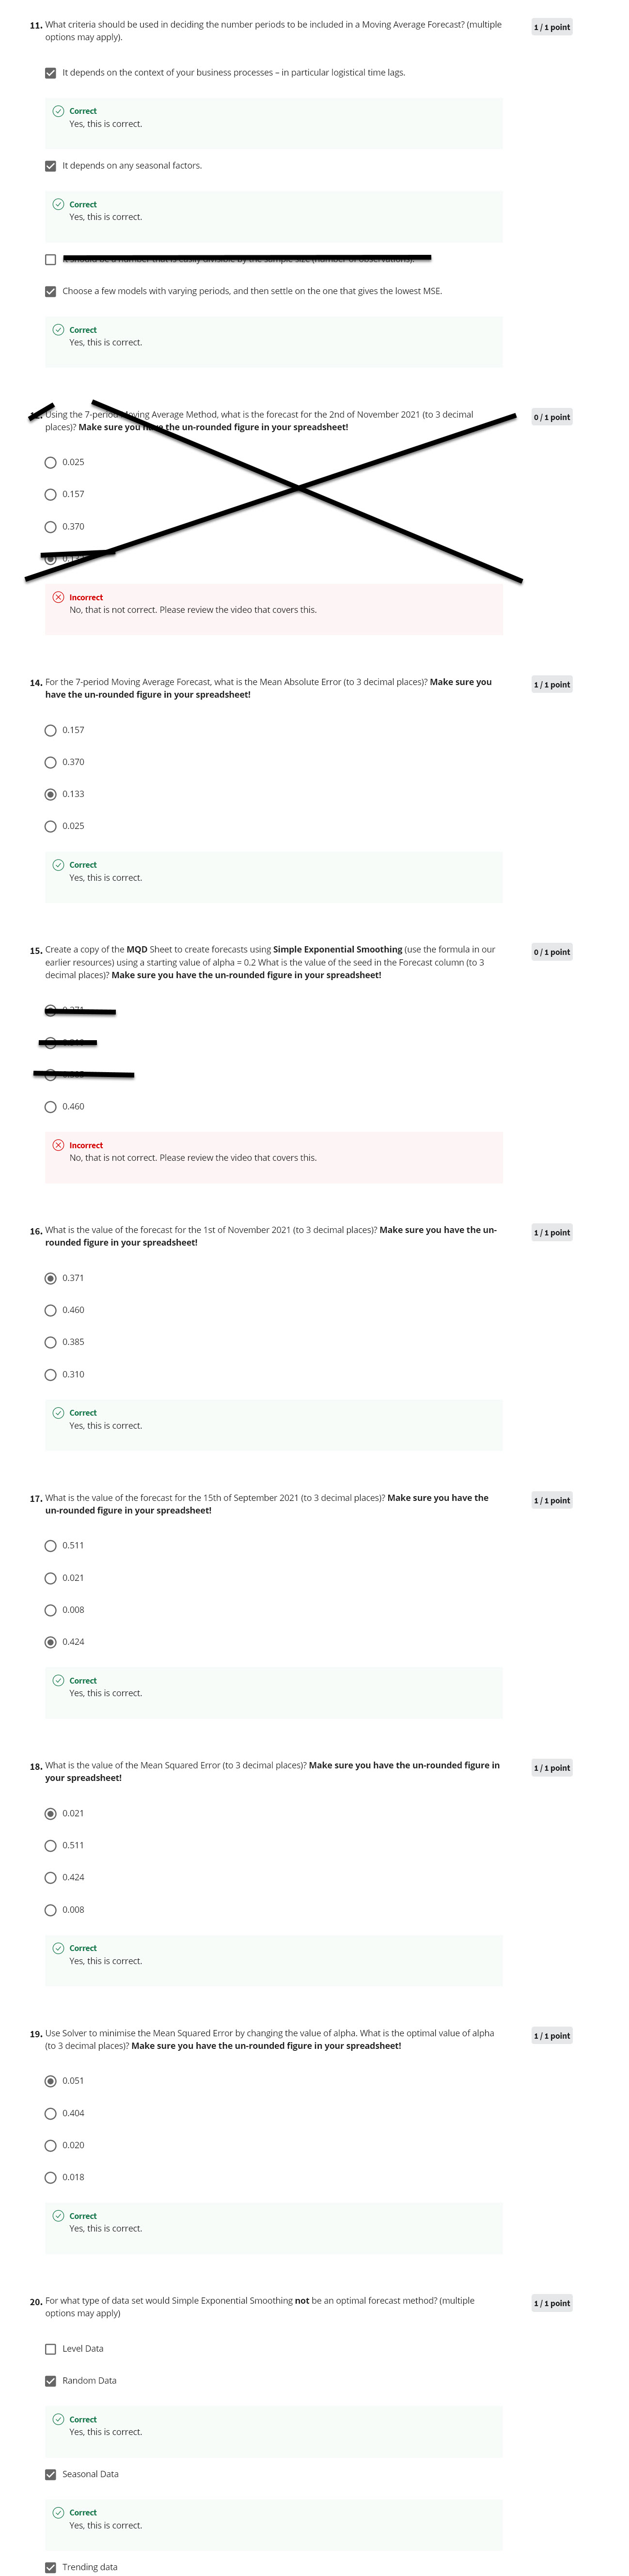 11. What criteria should be used in deciding the number periods to be included in a Moving Average Forecast? (multiple
options may apply).
1 / 1 point
It depends on the context of your business processes – in particular logistical time lags.
Correct
Yes, this is correct.
It depends on any seasonal factors.
Correct
Yes, this is correct.
Choose a few models with varying periods, and then settle on the one that gives the lowest MSE.
Correct
Yes, this is correct.
Using the 7-period Moving Average Method, what is the forecast for the 2nd of November 2021 (to 3 decimal
places)? Make sure you have the un-rounded figure in your spreadsheet!
0 / 1 point
0.025
0.157
0.370
Incorrect
No, that is not correct. Please review the video that covers this.
14. For the 7-period Moving Average Forecast, what is the Mean Absolute Error (to 3 decimal places)? Make sure you
have the un-rounded figure in your spreadsheet!
1 / 1 point
0.157
0.370
0.133
0.025
Correct
Yes, this is correct.
15. Create a copy of the MQD Sheet to create forecasts using Simple Exponential Smoothing (use the formula in our
earlier resources) using a starting value of alpha = 0.2 What is the value of the seed in the Forecast column (to 3
decimal places)? Make sure you have the un-rounded figure in your spreadsheet!
0 / 1 point
0.460
Incorrect
No, that is not correct. Please review the video that covers this.
16. What is the value of the forecast for the 1st of November 2021 (to 3 decimal places)? Make sure you have the un-
rounded figure in your spreadsheet!
1 / 1 point
0.371
0.460
0.385
0.310
Correct
Yes, this is correct.
17. What is the value of the forecast for the 15th of September 2021 (to 3 decimal places)? Make sure you have the
un-rounded figure in your spreadsheet!
1 / 1 point
0.511
0.021
0.008
0.424
Correct
Yes, this is correct.
18. What is the value of the Mean Squared Error (to 3 decimal places)? Make sure you have the un-rounded figure in
your spreadsheet!
1 / 1 point
0.021
0.511
0.424
0.008
Correct
Yes, this is correct.
19. Use Solver to minimise the Mean Squared Error by changing the value of alpha. What is the optimal value of alpha
(to 3 decimal places)? Make sure you have the un-rounded figure in your spreadsheet!
1 / 1 point
0.051
0.404
0.020
0.018
Correct
Yes, this is correct.
20. For what type of data set would Simple Exponential Smoothing not be an optimal forecast method? (multiple
options may apply)
1 / 1 point
Level Data
Random Data
Correct
Yes, this is correct.
Seasonal Data
Correct
Yes, this is correct.
Trending data